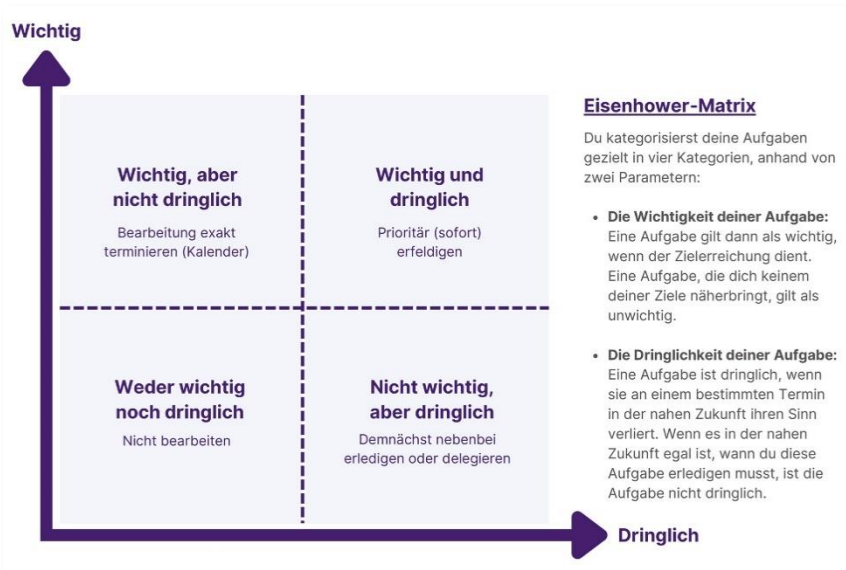 Wichtig
Wichtig, aber
nicht dringlich
Bearbeitung exakt
terminieren (Kalender)
Wichtig und
dringlich
Prioritär (sofort)
erfeldigen
Weder wichtig
noch dringlich
Nicht bearbeiten
Nicht wichtig,
aber dringlich
Demnächst nebenbei
erledigen oder delegieren
Dringlich
Eisenhower-Matrix
Du kategorisierst deine Aufgaben
gezielt in vier Kategorien, anhand von
zwei Parametern:
• Die Wichtigkeit deiner Aufgabe:
Eine Aufgabe gilt dann als wichtig,
wenn der Zielerreichung dient.
Eine Aufgabe, die dich keinem
deiner Ziele näherbringt, gilt als
unwichtig.
• Die Dringlichkeit deiner Aufgabe:
Eine Aufgabe ist dringlich, wenn
sie an einem bestimmten Termin
in der nahen Zukunft ihren Sinn
verliert. Wenn es in der nahen
Zukunft egal ist, wann du diese
Aufgabe erledigen musst, ist die
Aufgabe nicht dringlich.